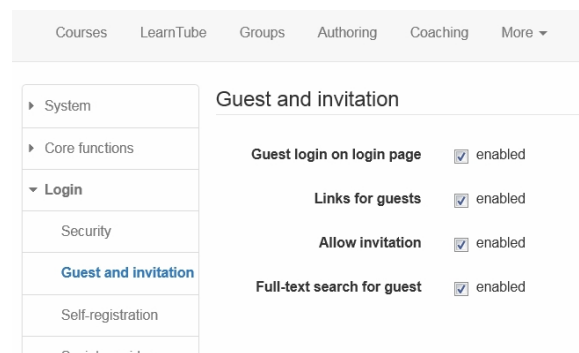 Courses LearnTube Groups Authoring Coaching More
System
Core functions
Login
Security
Guest and invitation
Self-registration
Guest and invitation
Guest login on login page enabled
Links for guests enabled
Allow invitation enabled
Full-text search for guest enabled